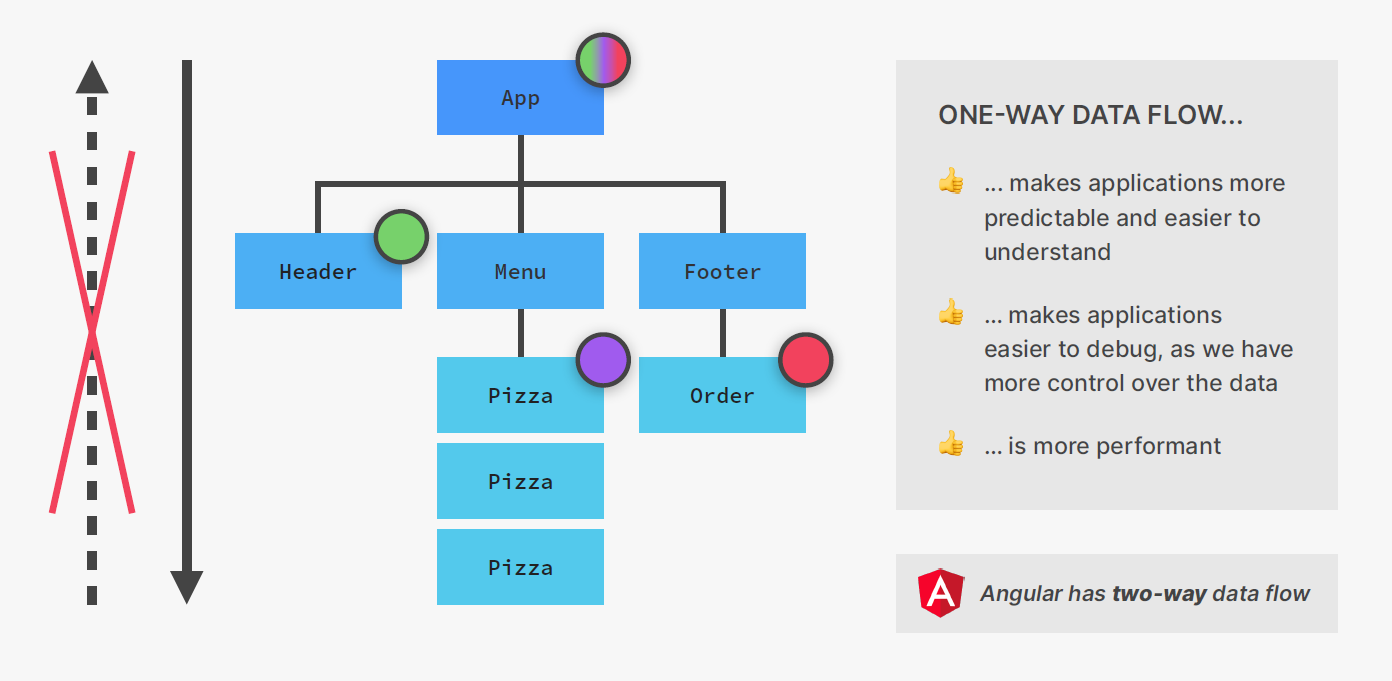 App
Header
Menu
Footer
Pizza
Order
Pizza
Pizza
ONE-WAY DATA FLOW...
... makes applications more
predictable and easier to
understand
... makes applications
easier to debug, as we have
more control over the data
... is more performant
A
Angular has two-way data flow